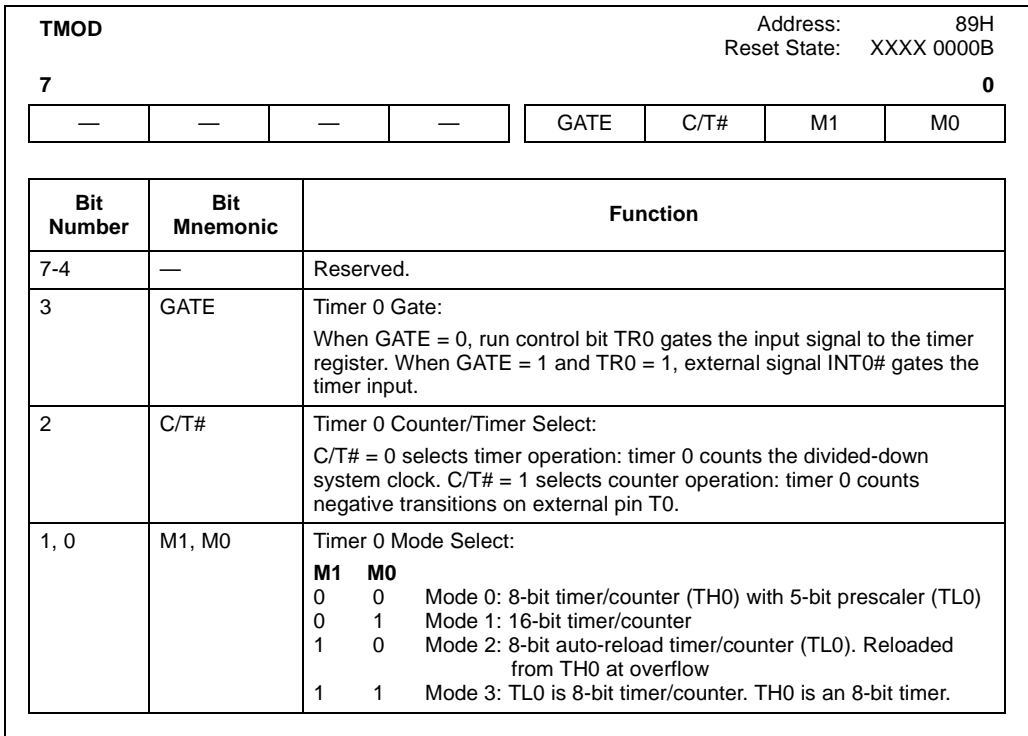 TMOD Address: 89H
Reset State: XXXX 0000B
7 0
— — — — GATE C/T# M1 M0
Bit Number Bit Mnemonic Function
7-4 — Reserved.
3 GATE Timer 0 Gate:
When GATE = 0, run control bit TR0 gates the input signal to the timer
register. When GATE = 1 and TR0 = 1, external signal INT0# gates the
timer input.
2 C/T# Timer 0 Counter/Timer Select:
C/T# = 0 selects timer operation: timer 0 counts the divided-down
system clock. C/T# = 1 selects counter operation: timer 0 counts
negative transitions on external pin T0.
1, 0 M1, M0 Timer 0 Mode Select:
M1 M0
0 0 Mode 0: 8-bit timer/counter (TH0) with 5-bit prescaler (TL0)
0 1 Mode 1: 16-bit timer/counter
1 0 Mode 2: 8-bit auto-reload timer/counter (TL0). Reloaded
from TH0 at overflow
1 1 Mode 3: TL0 is 8-bit timer/counter. TH0 is an 8-bit timer.